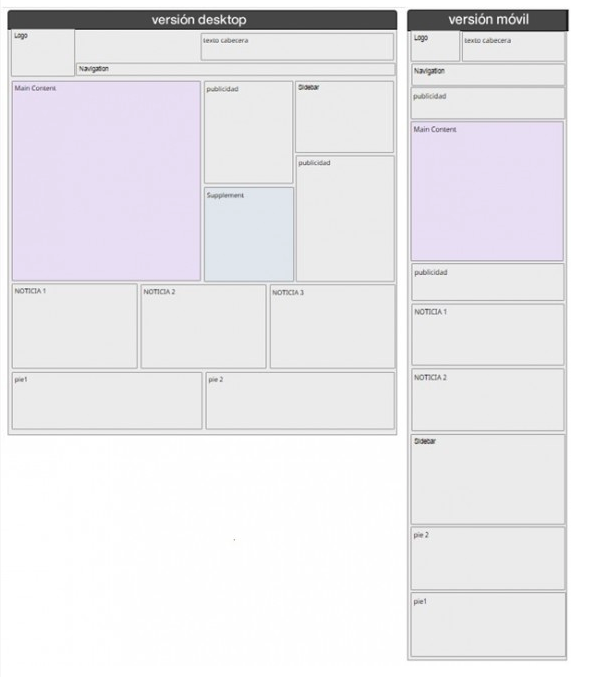 versión desktop
Logo
texto cabecera
Navigation
Main Content
publicidad
Sidebar
publicidad
Supplement
NOTICIA 1
NOTICIA 2
NOTICIA 3
pie1
pie 2
versión móvil
Logo
texto cabecera
Navigation
publicidad
Main Content
publicidad
NOTICIA 1
NOTICIA 2
Sidebar
pie 2
pie1